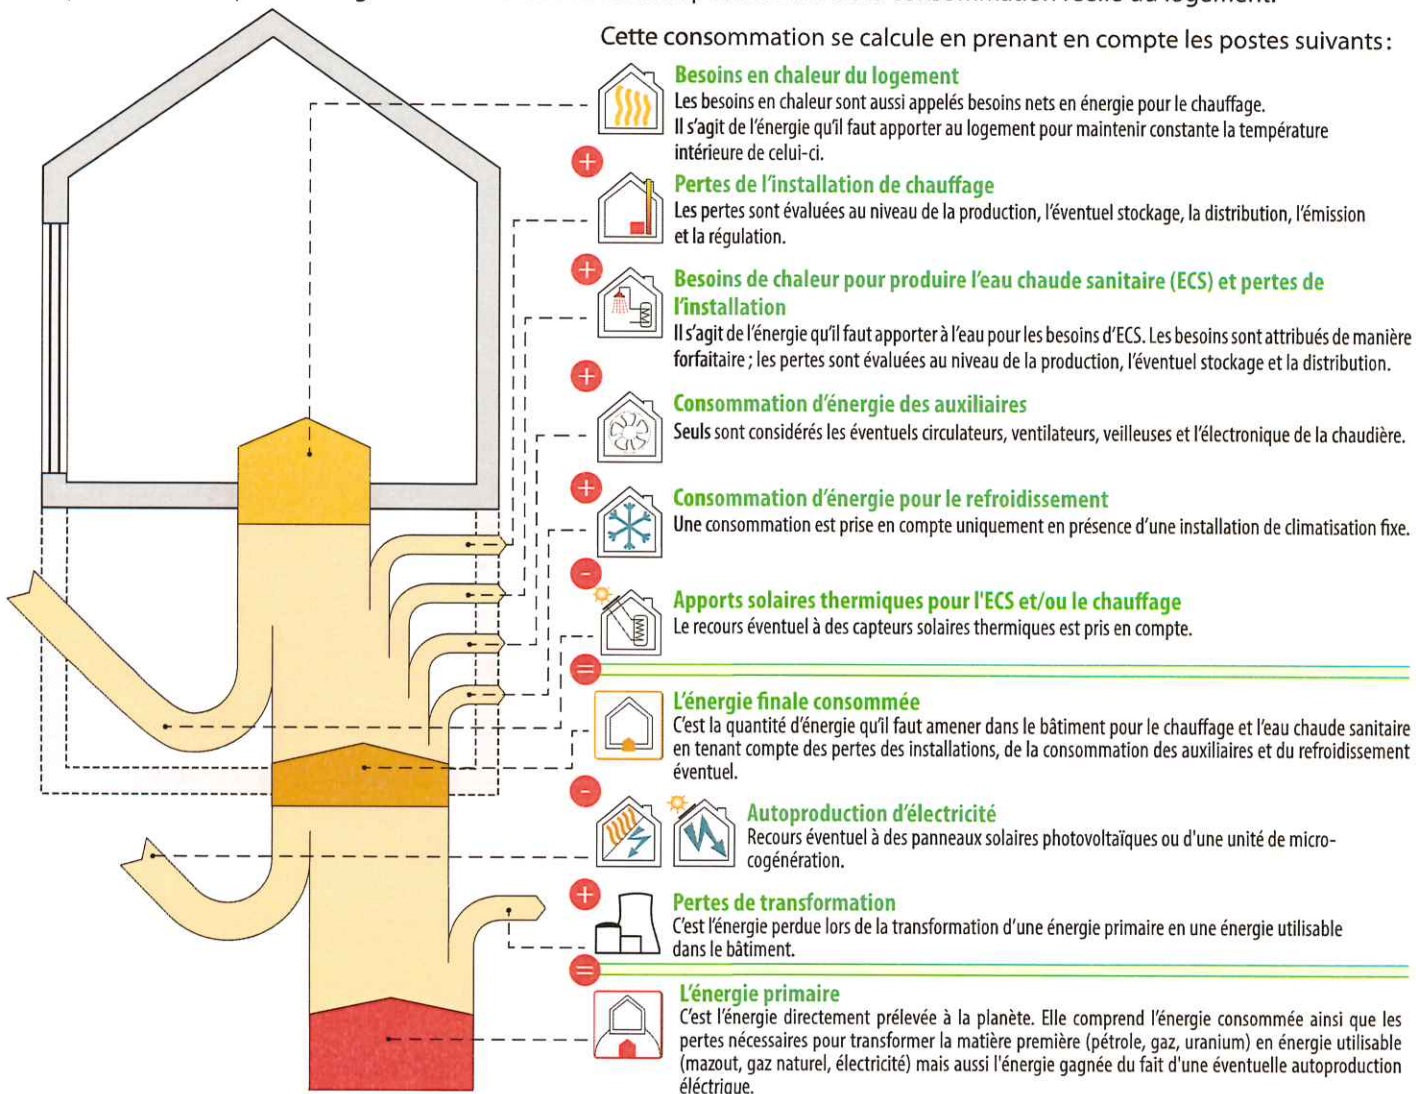 consommation réelle du logement.
Cette consommation se calcule en prenant en compte les postes suivants :
Besoins en chaleur du logement
Les besoins en chaleur sont aussi appelés besoins nets en énergie pour le chauffage.
Il s'agit de l'énergie qu'il faut apporter au logement pour maintenir constante la température
intérieure de celui-ci.
+
Pertes de l'installation de chauffage
Les pertes sont évaluées au niveau de la production, l'éventuel stockage, la distribution, l'émission
et la régulation.
+
Besoins de chaleur pour produire l'eau chaude sanitaire (ECS) et pertes de
l'installation
Il s'agit de l'énergie qu'il faut apporter à l'eau pour les besoins d'ECS. Les besoins sont attribués de manière
forfaitaire ; les pertes sont évaluées au niveau de la production, l'éventuel stockage et la distribution.
+
Consommation d'énergie des auxiliaires
Seuls sont considérés les éventuels circulateurs, ventilateurs, veilleuses et l'électronique de la chaudière.
+
Consommation d'énergie pour le refroidissement
Une consommation est prise en compte uniquement en présence d'une installation de climatisation fixe.
-
Apports solaires thermiques pour l'ECS et/ou le chauffage
Le recours éventuel à des capteurs solaires thermiques est pris en compte.
=
L'énergie finale consommée
C'est la quantité d'énergie qu'il faut amener dans le bâtiment pour le chauffage et l'eau chaude sanitaire
en tenant compte des pertes des installations, de la consommation des auxiliaires et du refroidissement
éventuel.
-
Autoproduction d'électricité
Recours éventuel à des panneaux solaires photovoltaïques ou d'une unité de micro-
cogénération.
+
Pertes de transformation
C'est l'énergie perdue lors de la transformation d'une énergie primaire en une énergie utilisable
dans le bâtiment.
=
L'énergie primaire
C'est l'énergie directement prélevée à la planète. Elle comprend l'énergie consommée ainsi que les
pertes nécessaires pour transformer la matière première (pétrole, gaz, uranium) en énergie utilisable
(mazout, gaz naturel, électricité) mais aussi l'énergie gagnée du fait d'une éventuelle autoproduction
éléctrique.